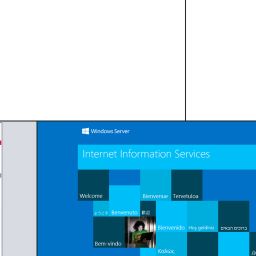 Windows Server
Internet Information Services
Welcome
Bienvenue
Tervetuloa
ようこそ
Benvenuto
歡迎
Bienvenido
Hoş geldiniz
ברוכים הבאים
Bem-vindo
Καλώς